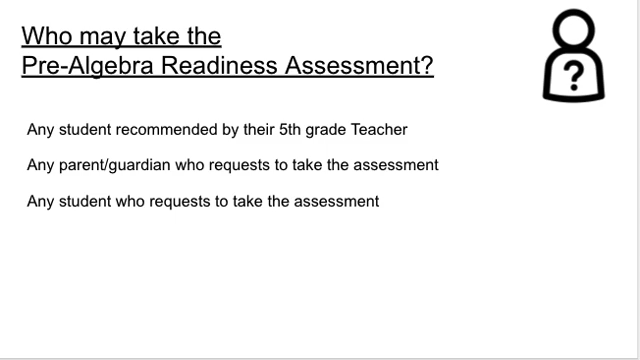 Who may take the
Pre-Algebra Readiness Assessment?
?
Any student recommended by their 5th grade Teacher
Any parent/guardian who requests to take the assessment
Any student who requests to take the assessment